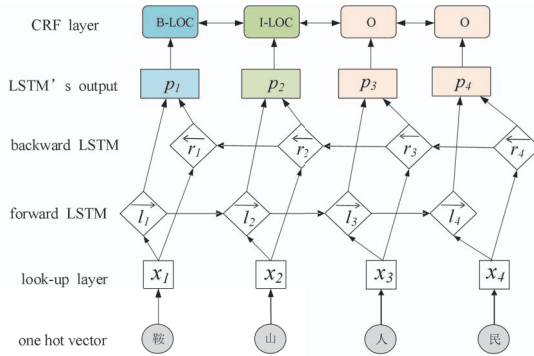 CRF layer B-LOC I-LOC O O
LSTM's output p1 p2 p3 p4
backward LSTM r1 r2 r3 r4
forward LSTM l1 l2 l3 l4
look-up layer x1 x2 x3 x4
one hot vector 鞍 山 人 民